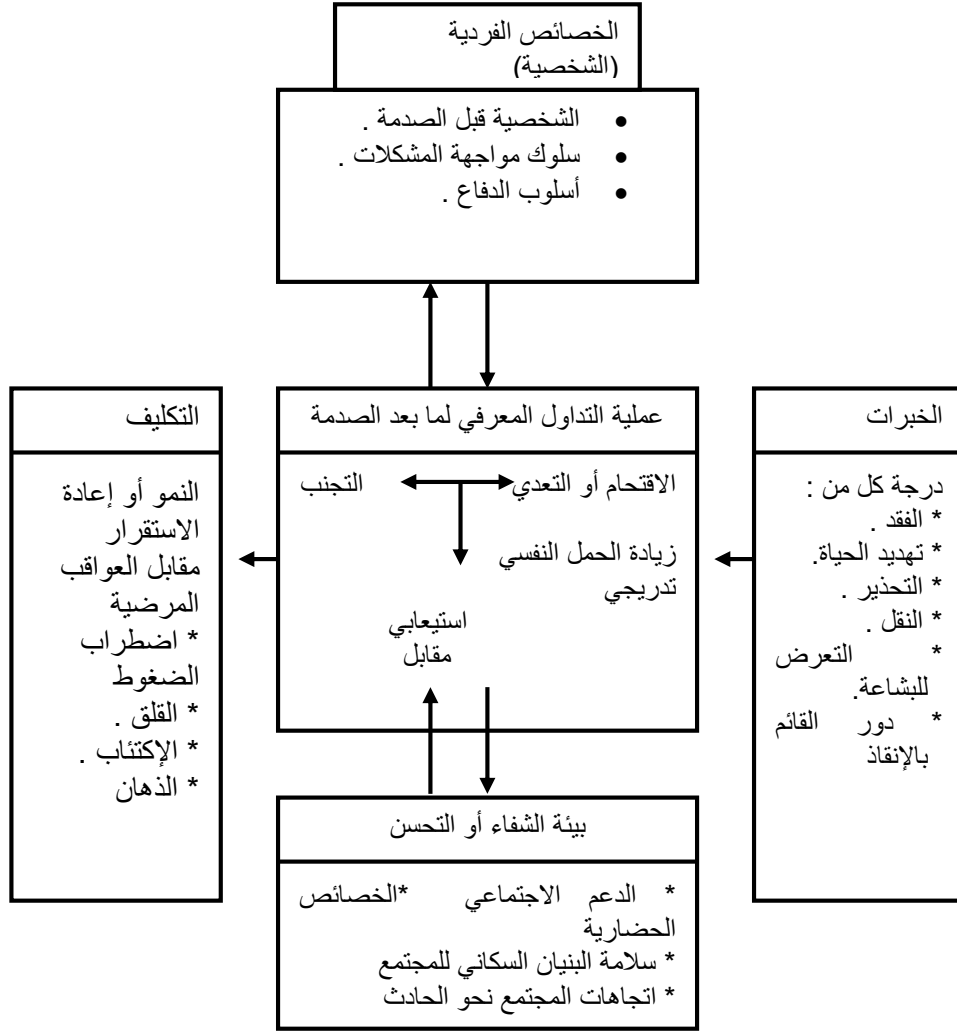 الخصائص الفردية
(الشخصية)
• الشخصية قبل الصدمة .
• سلوك مواجهة المشكلات .
• أسلوب الدفاع .
الخبرات
درجة كل من :
* الفقد .
* تهديد الحياة.
* التحذير .
* النقل .
* التعرض
للبشاعة.
* دور القائم
بالإنقاذ
عملية التداول المعرفي لما بعد الصدمة
الاقتحام أو التعدي التجنب
زيادة الحمل النفسي
تدريجي
استيعابي
مقابل
التكليف
النمو أو إعادة
الاستقرار
مقابل العواقب
المرضية
* اضطراب
الضغوط
* القلق .
* الإكتئاب .
* الذهان
بيئة الشفاء أو التحسن
* الدعم الاجتماعي *الخصائص
الحضارية
* سلامة البنيان السكاني للمجتمع
* اتجاهات المجتمع نحو الحادث